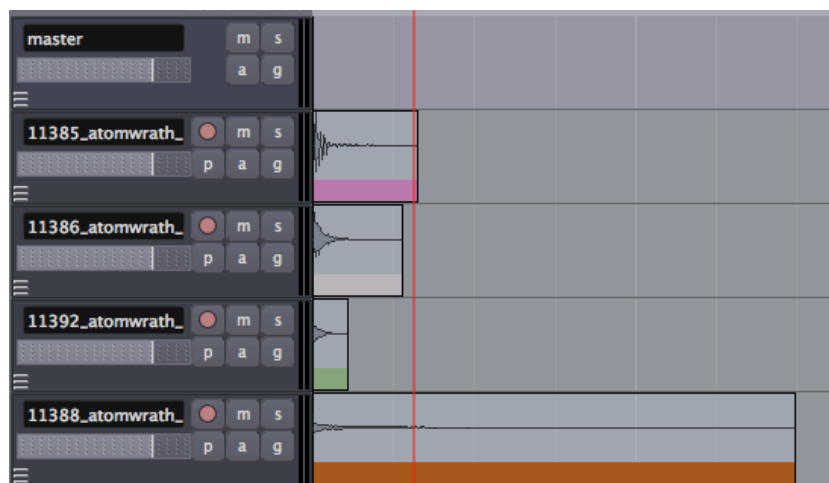 master m s
a g
11385_atomwrath_ m s
p a g
11386_atomwrath_ m s
p a g
11392_atomwrath_ m s
p a g
11388_atomwrath_ m s
p a g